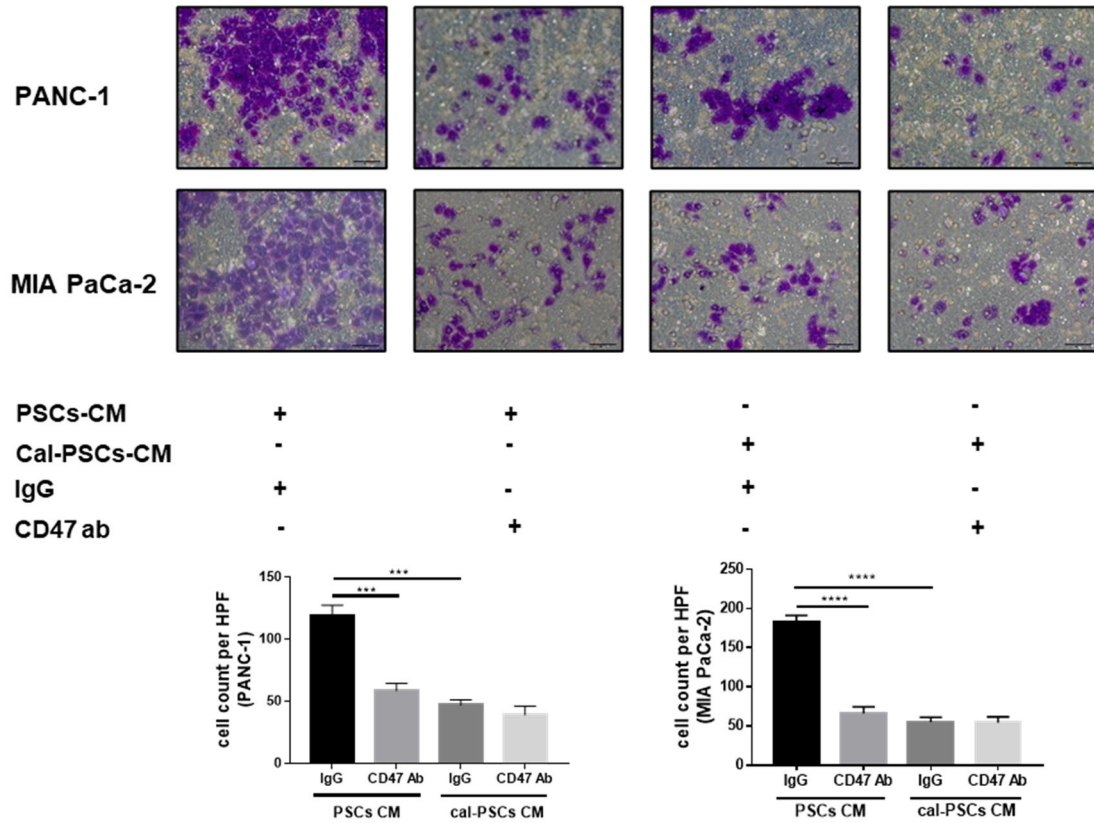 PANC-1
MIA PaCa-2
PSCs-CM + + - -
Cal-PSCs-CM - - + +
IgG + - + -
CD47 ab - + - +
150
100
50
0
cell count per HPF
(PANC-1)
***
***
IgG CD47 Ab IgG CD47 Ab
PSCs CM cal-PSCs CM
250
200
150
100
50
0
cell count per HPF
(MIA PaCa-2)
****
****
IgG CD47 Ab IgG CD47 Ab
PSCs CM cal-PSCs CM